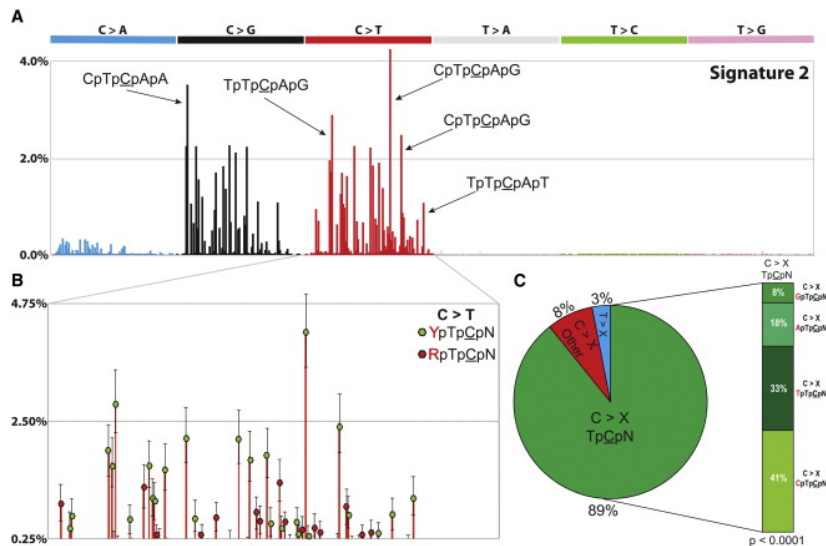 A
C > A C > G C > T T > A T > C T > G
4.0%
2.0%
0.0%
CpTpCpApA
TpTpCpApG
CpTpCpApG
CpTpCpApG
TpTpCpApT
Signature 2
B
4.75%
2.50%
0.25%
C > T
YpTpCpN
RpTpCpN
C
8%
3%
C > X
Other
T > X
C > X
TpCpN
89%
C > X
TpCpN
8%
C > X
GpTpCpN
18%
C > X
ApTpCpN
33%
C > X
TpTpCpN
41%
C > X
CpTpCpN
p < 0.0001